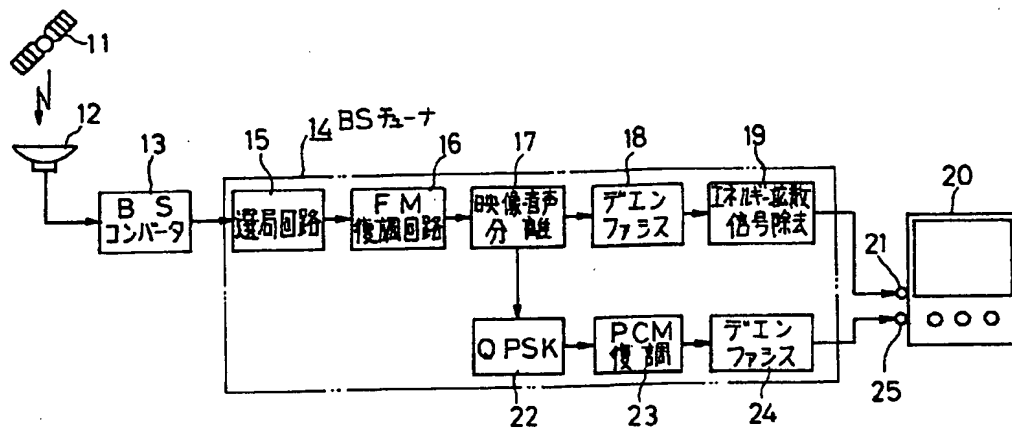 11
12
13
BS
コンバータ
14 BSチューナ
15
選局回路
16
FM
復調回路
17
映像・音声
分離
18
デエン
ファシス
19
エネルギー拡散
信号除去
20
21
QPSK
22
PCM
復調
23
デエン
ファシス
24
25